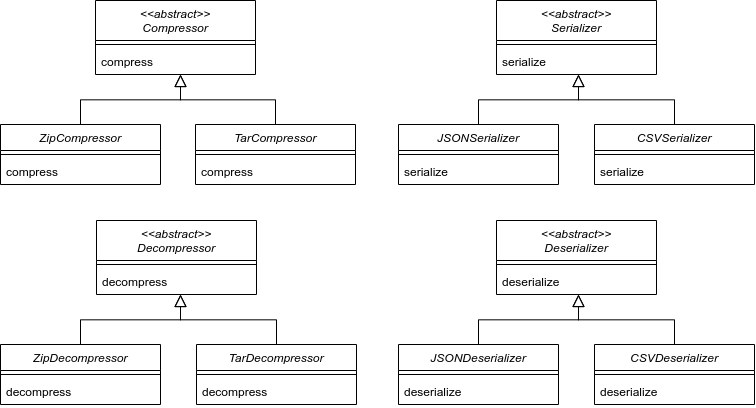 <<abstract>>
Compressor
compress
<<abstract>>
Serializer
serialize
ZipCompressor
compress
TarCompressor
compress
JSONSerializer
serialize
CSVSerializer
serialize
<<abstract>>
Decompressor
decompress
<<abstract>>
Deserializer
deserialize
ZipDecompressor
decompress
TarDecompressor
decompress
JSONDeserializer
deserialize
CSVDeserializer
deserialize